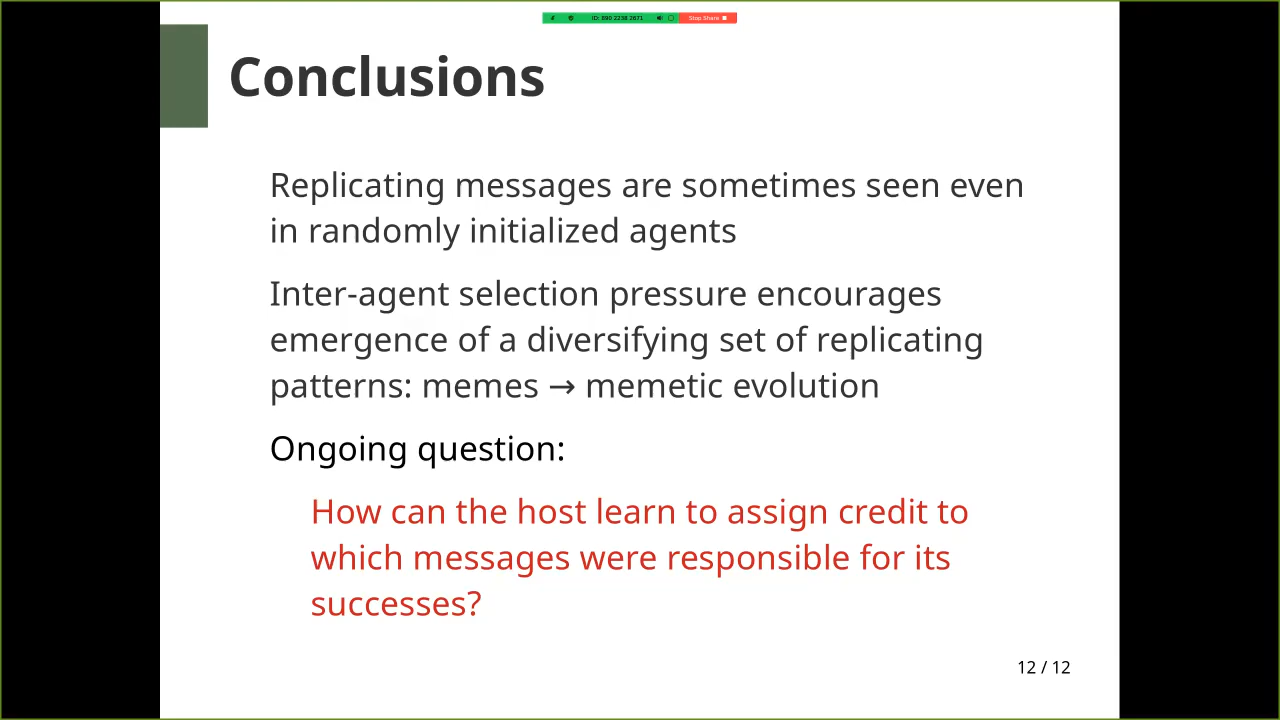 ID: 890 2238 2671 Stop Share
Conclusions
Replicating messages are sometimes seen even
in randomly initialized agents
Inter-agent selection pressure encourages
emergence of a diversifying set of replicating
patterns: memes → memetic evolution
Ongoing question:
How can the host learn to assign credit to
which messages were responsible for its
successes?
12 / 12